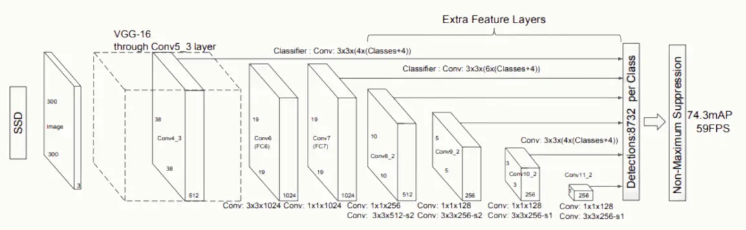 Extra Feature Layers
VGG-16
through Conv5_3 layer
Classifier : Conv: 3x3x(4x(Classes+4))
Classifier : Conv: 3x3x(6x(Classes+4))
SSD
300
Image
300
3
38
Conv4_3
38
512
19
Conv6
(FC6)
19
1024
19
Conv7
(FC7)
19
1024
10
Conv8_2
10
512
5
Conv9_2
5
256
Conv: 3x3x(4x(Classes+4))
3
Conv10_2
3
256
Conv11_2
256
Detections:8732 per Class
Non-Maximum Suppression
74.3mAP
59FPS
Conv: 3x3x1024
Conv: 1x1x1024
Conv: 1x1x256
Conv: 3x3x512-s2
Conv: 1x1x128
Conv: 3x3x256-s2
Conv: 1x1x128
Conv: 3x3x256-s1
Conv: 1x1x128
Conv: 3x3x256-s1